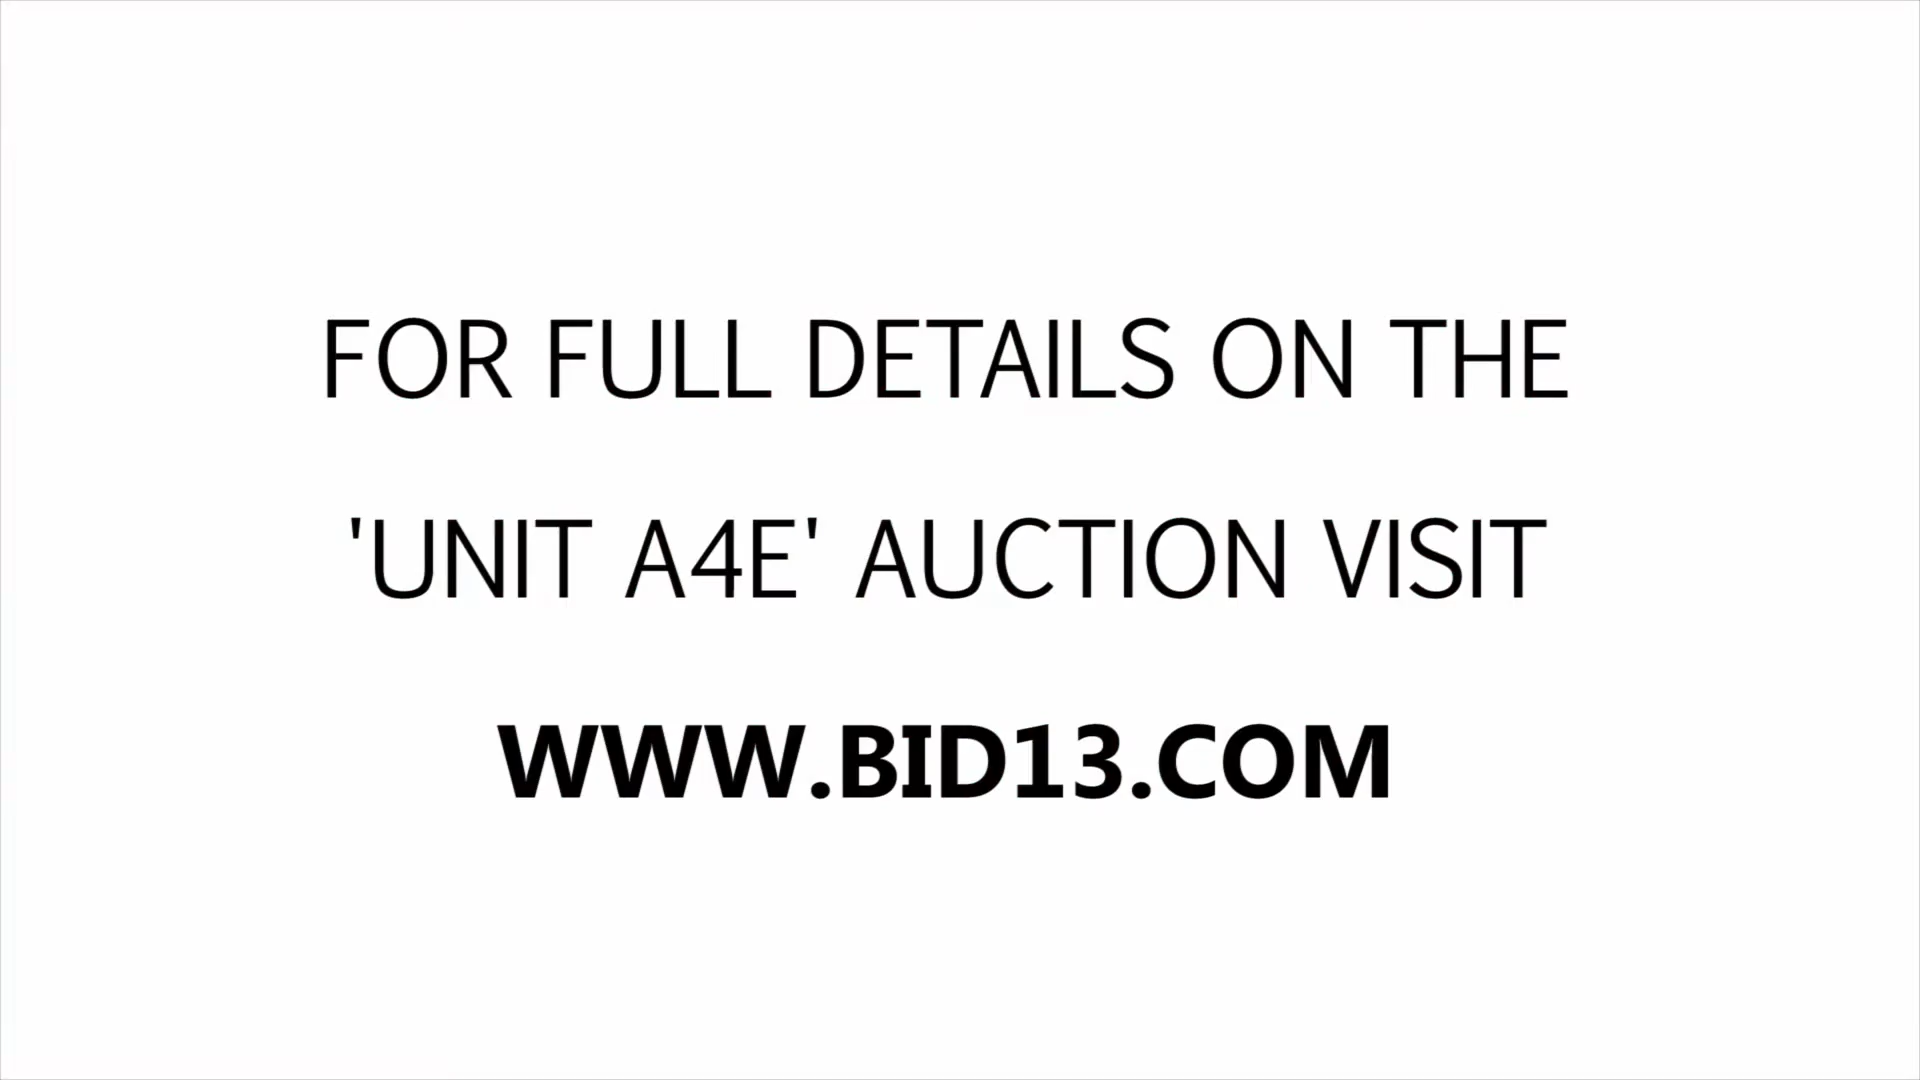 FOR FULL DETAILS ON THE
'UNIT A4E' AUCTION VISIT
WWW.BID13.COM